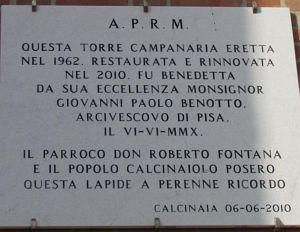 A. P. R. M.
QUESTA TORRE CAMPANARIA ERETTA
NEL 1962. RESTAURATA E RINNOVATA
NEL 2010. FU BENEDETTA
DA SUA ECCELLENZA MONSIGNOR
GIOVANNI PAOLO BENOTTO,
ARCIVESCOVO DI PISA,
IL VI-VI-MMX.
IL PARROCO DON ROBERTO FONTANA
E IL POPOLO CALCINAIOLO POSERO
QUESTA LAPIDE A PERENNE RICORDO
CALCINAIA 06-06-2010